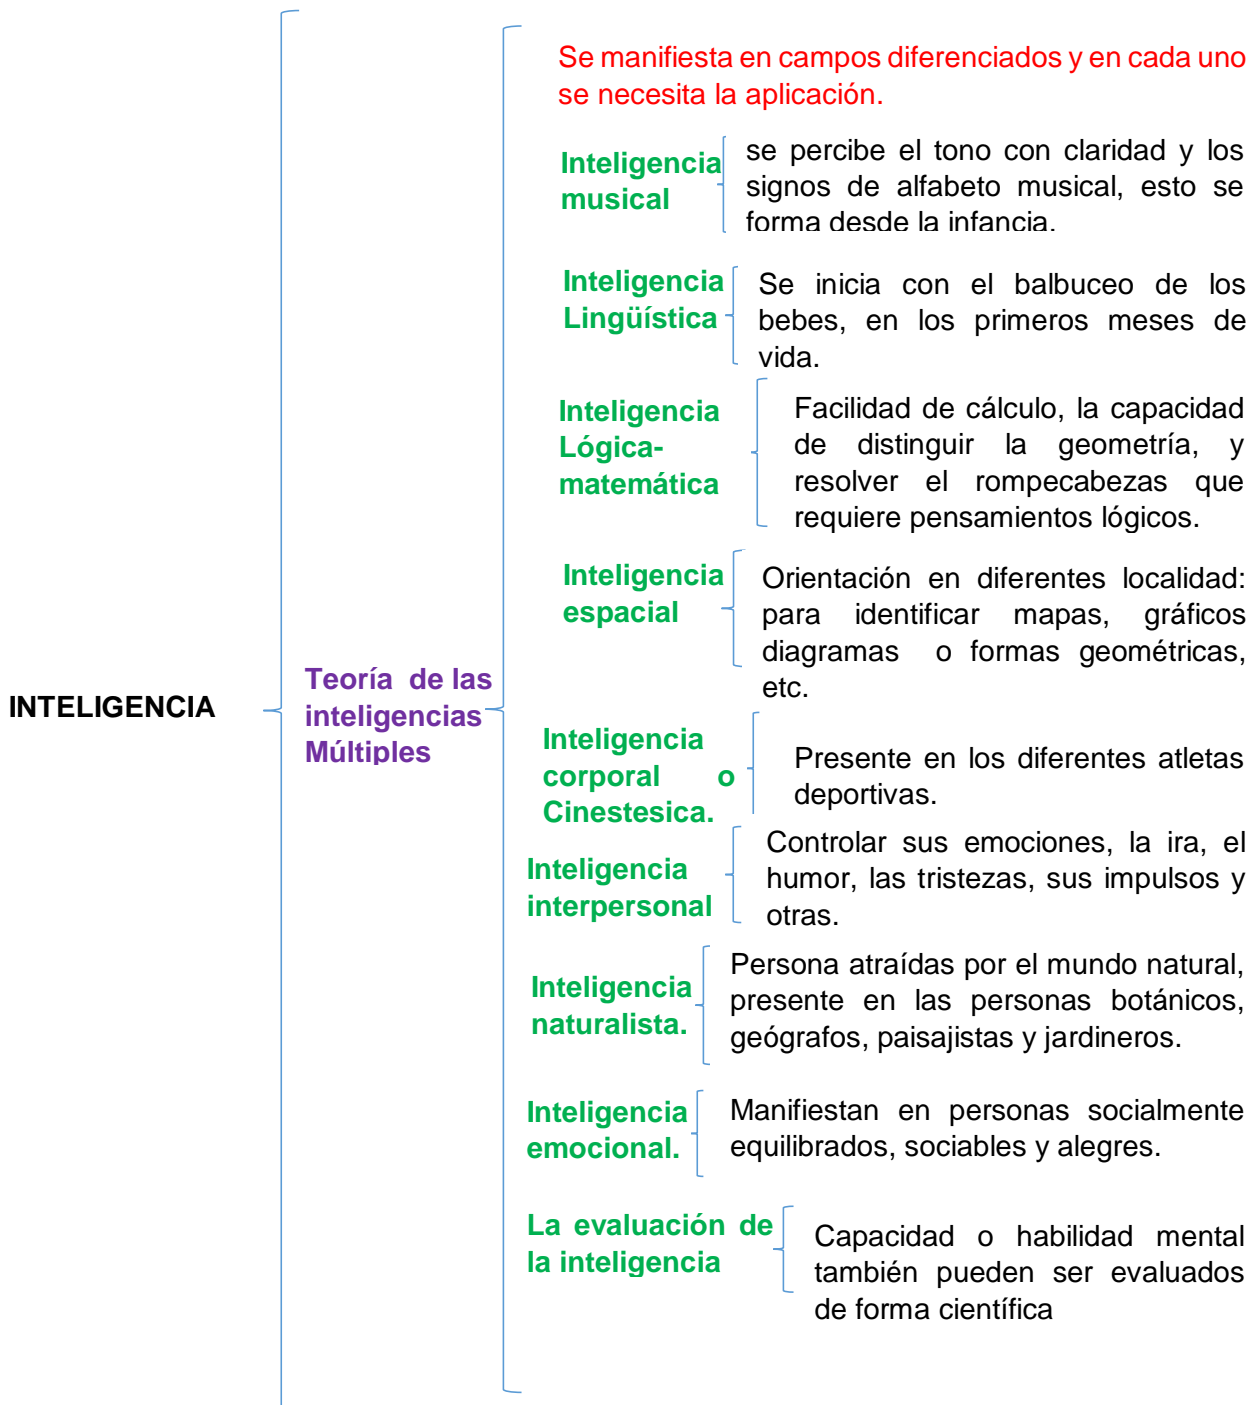 Se manifiesta en campos diferenciados y en cada uno
se necesita la aplicación.
Inteligencia
musical
se percibe el tono con claridad y los
signos de alfabeto musical, esto se
forma desde la infancia.
Inteligencia
Lingüística
Se inicia con el balbuceo de los
bebes, en los primeros meses de
vida.
Inteligencia
Lógica-
matemática
Facilidad de cálculo, la capacidad
de distinguir la geometría, y
resolver el rompecabezas que
requiere pensamientos lógicos.
Inteligencia
espacial
Orientación en diferentes localidad:
para identificar mapas, gráficos
diagramas o formas geométricas,
etc.
INTELIGENCIA
Teoría de las
inteligencias
Múltiples
Inteligencia
corporal o
Cinestesica.
Presente en los diferentes atletas
deportivas.
Inteligencia
interpersonal
Controlar sus emociones, la ira, el
humor, las tristezas, sus impulsos y
otras.
Inteligencia
naturalista.
Persona atraídas por el mundo natural,
presente en las personas botánicos,
geógrafos, paisajistas y jardineros.
Inteligencia
emocional.
Manifiestan en personas socialmente
equilibrados, sociables y alegres.
La evaluación de
la inteligencia
Capacidad o habilidad mental
también pueden ser evaluados
de forma científica